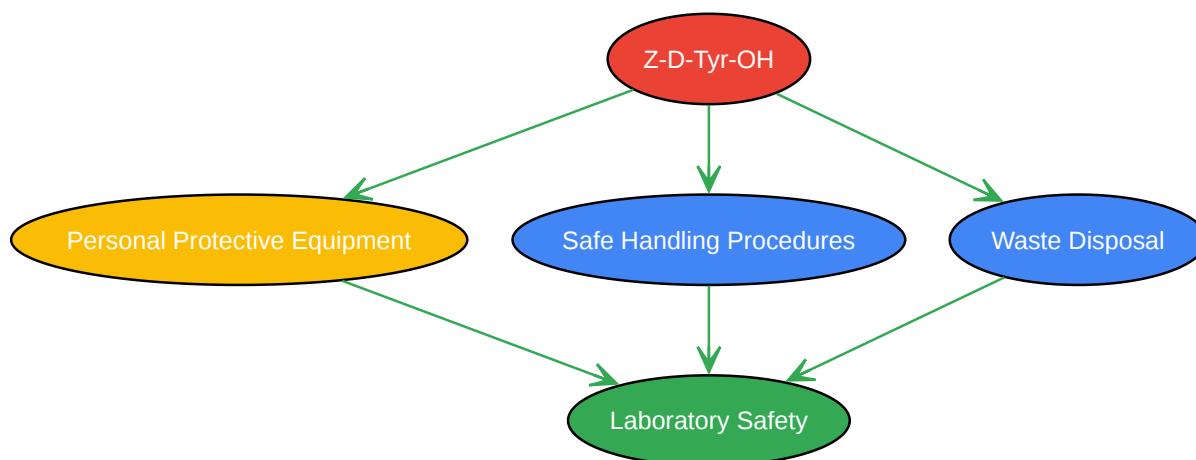 Z-D-Tyr-OH
Personal Protective Equipment
Safe Handling Procedures
Waste Disposal
Laboratory Safety